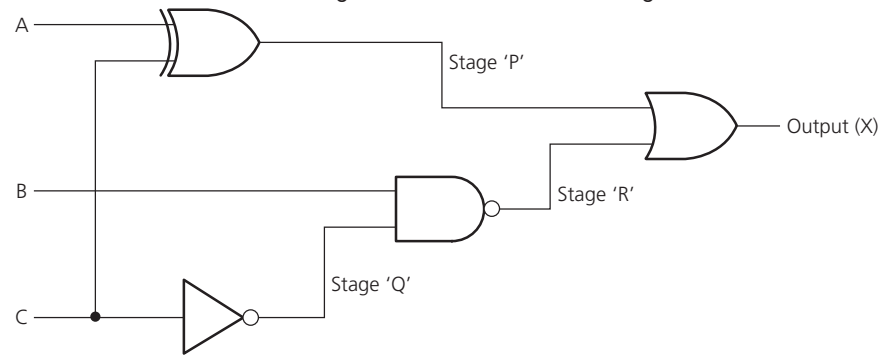 A
Stage 'P'
Output (X)
B
Stage 'R'
Stage 'Q'
C